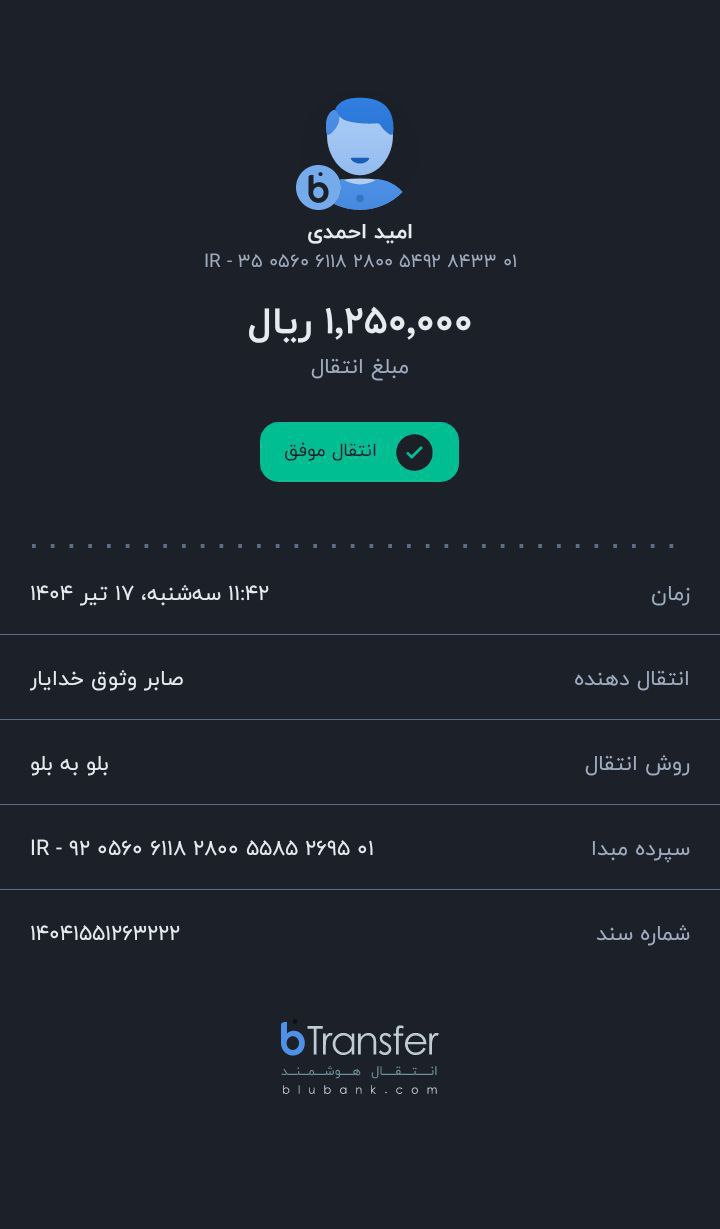 امید احمدی
IR - ۳۵ ۰۵۶۰ ۶۱۱۸ ۲۸۰۰ ۵۴۹۲ ۸۴۳۳ ۰۱
۱,۲۵۰,۰۰۰ ریال
مبلغ انتقال
انتقال موفق
زمان ۱۱:۴۲ سه‌شنبه، ۱۷ تیر ۱۴۰۴
انتقال دهنده صابر وثوق خدایار
روش انتقال بلو به بلو
سپرده مبدا IR - ۹۲ ۰۵۶۰ ۶۱۱۸ ۲۸۰۰ ۵۵۸۵ ۲۶۹۵ ۰۱
شماره سند ۱۴۰۴۱۵۵۱۲۶۳۲۲۲
bTransfer
انتقال هوشمند
blubank.com